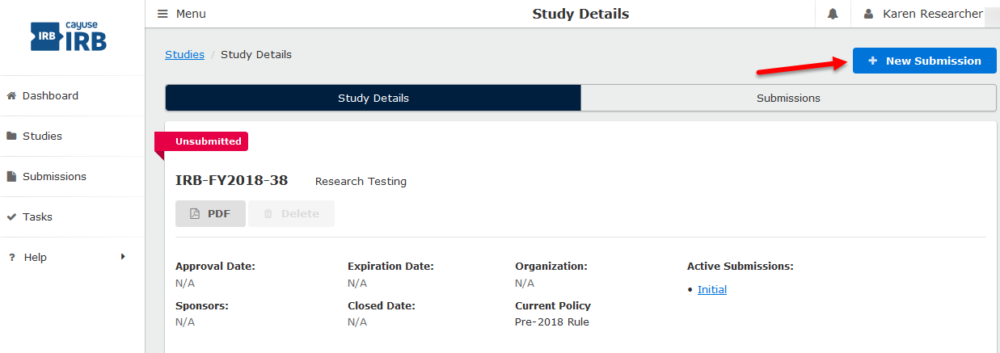 cayuse
IRB IRB
Dashboard
Studies
Submissions
Tasks
? Help
Menu
Study Details
Karen Researcher
Studies / Study Details
+ New Submission
Study Details
Submissions
Unsubmitted
IRB-FY2018-38
Research Testing
PDF
Delete
Approval Date:
N/A
Expiration Date:
N/A
Organization:
N/A
Active Submissions:
• Initial
Sponsors:
N/A
Closed Date:
N/A
Current Policy
Pre-2018 Rule